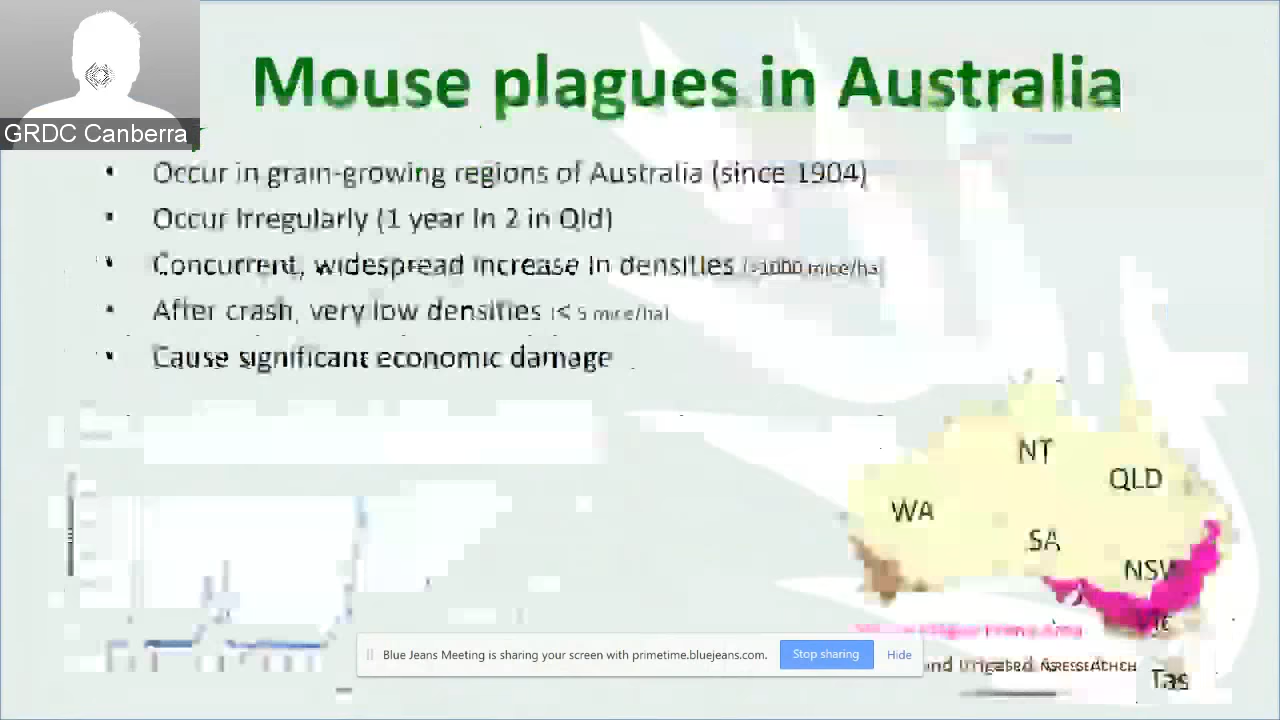 GRDC Canberra
Mouse plagues in Australia
• Occur in grain-growing regions of Australia (since 1904)
• Occur Irregularly (1 year in 2 in Qld)
• Concurrent, widespread increase in densities (>1000 mice/ha)
• After crash, very low densities (< 5 mice/ha)
• Cause significant economic damage
NT
QLD
WA
SA
NSW
Vic
Blue Jeans Meeting is sharing your screen with primetime.bluejeans.com. Stop sharing Hide
Irrigated
Tas